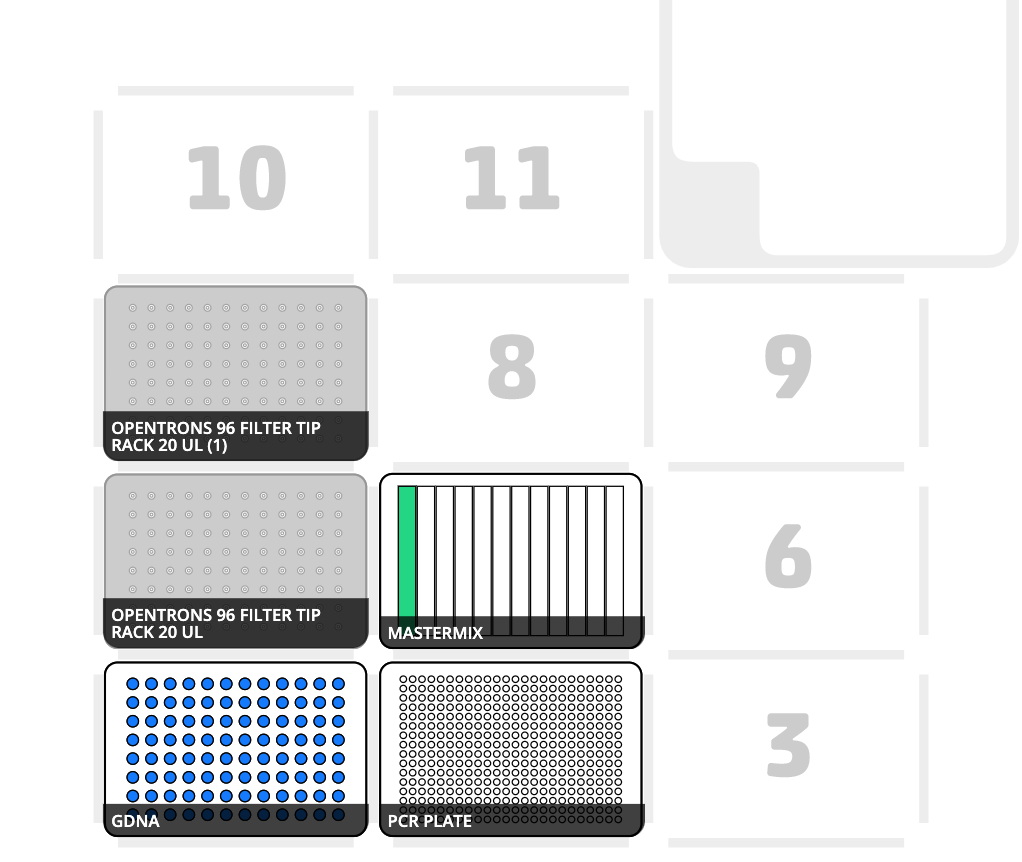 10
11
OPENTRONS 96 FILTER TIP
RACK 20 UL (1)
8
9
OPENTRONS 96 FILTER TIP
RACK 20 UL
MASTERMIX
6
GDNA
PCR PLATE
3